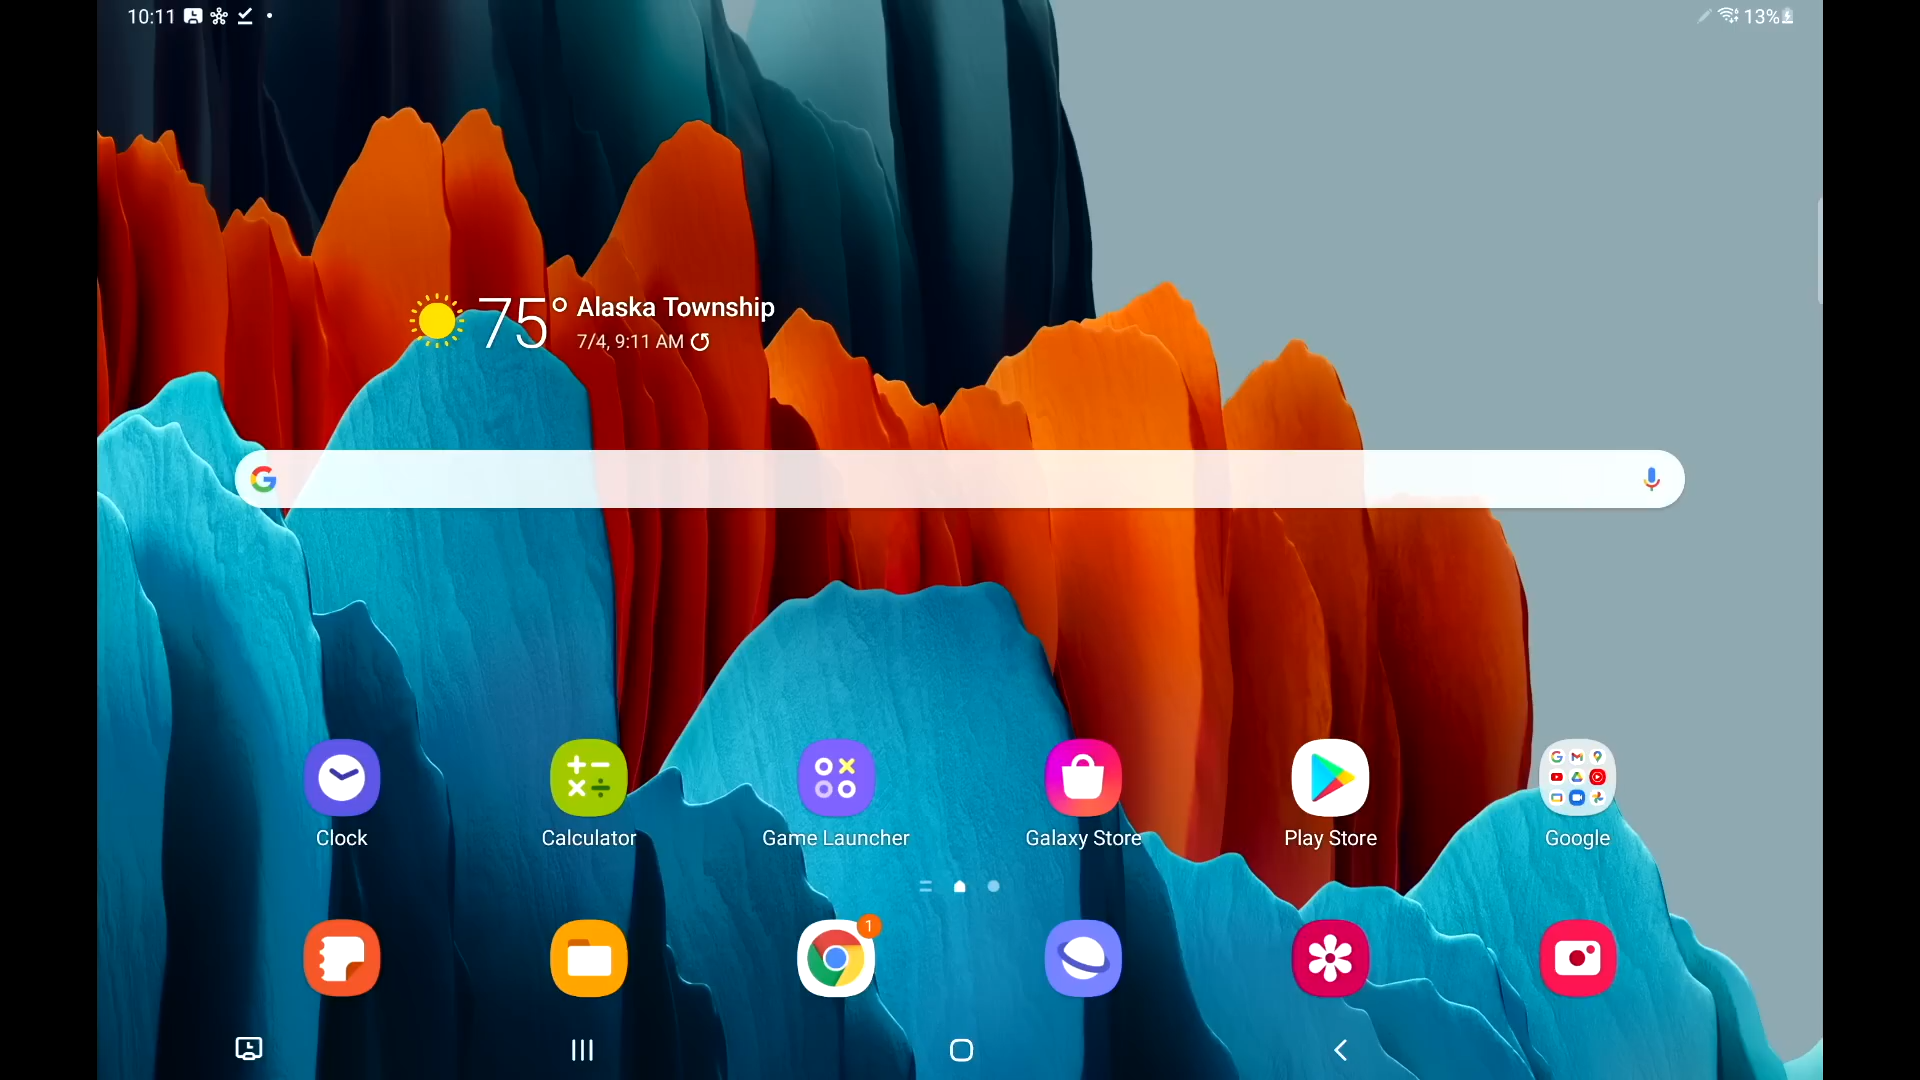 10:11
13%
75° Alaska Township
7/4, 9:11 AM
Clock
Calculator
Game Launcher
Galaxy Store
Play Store
Google
1